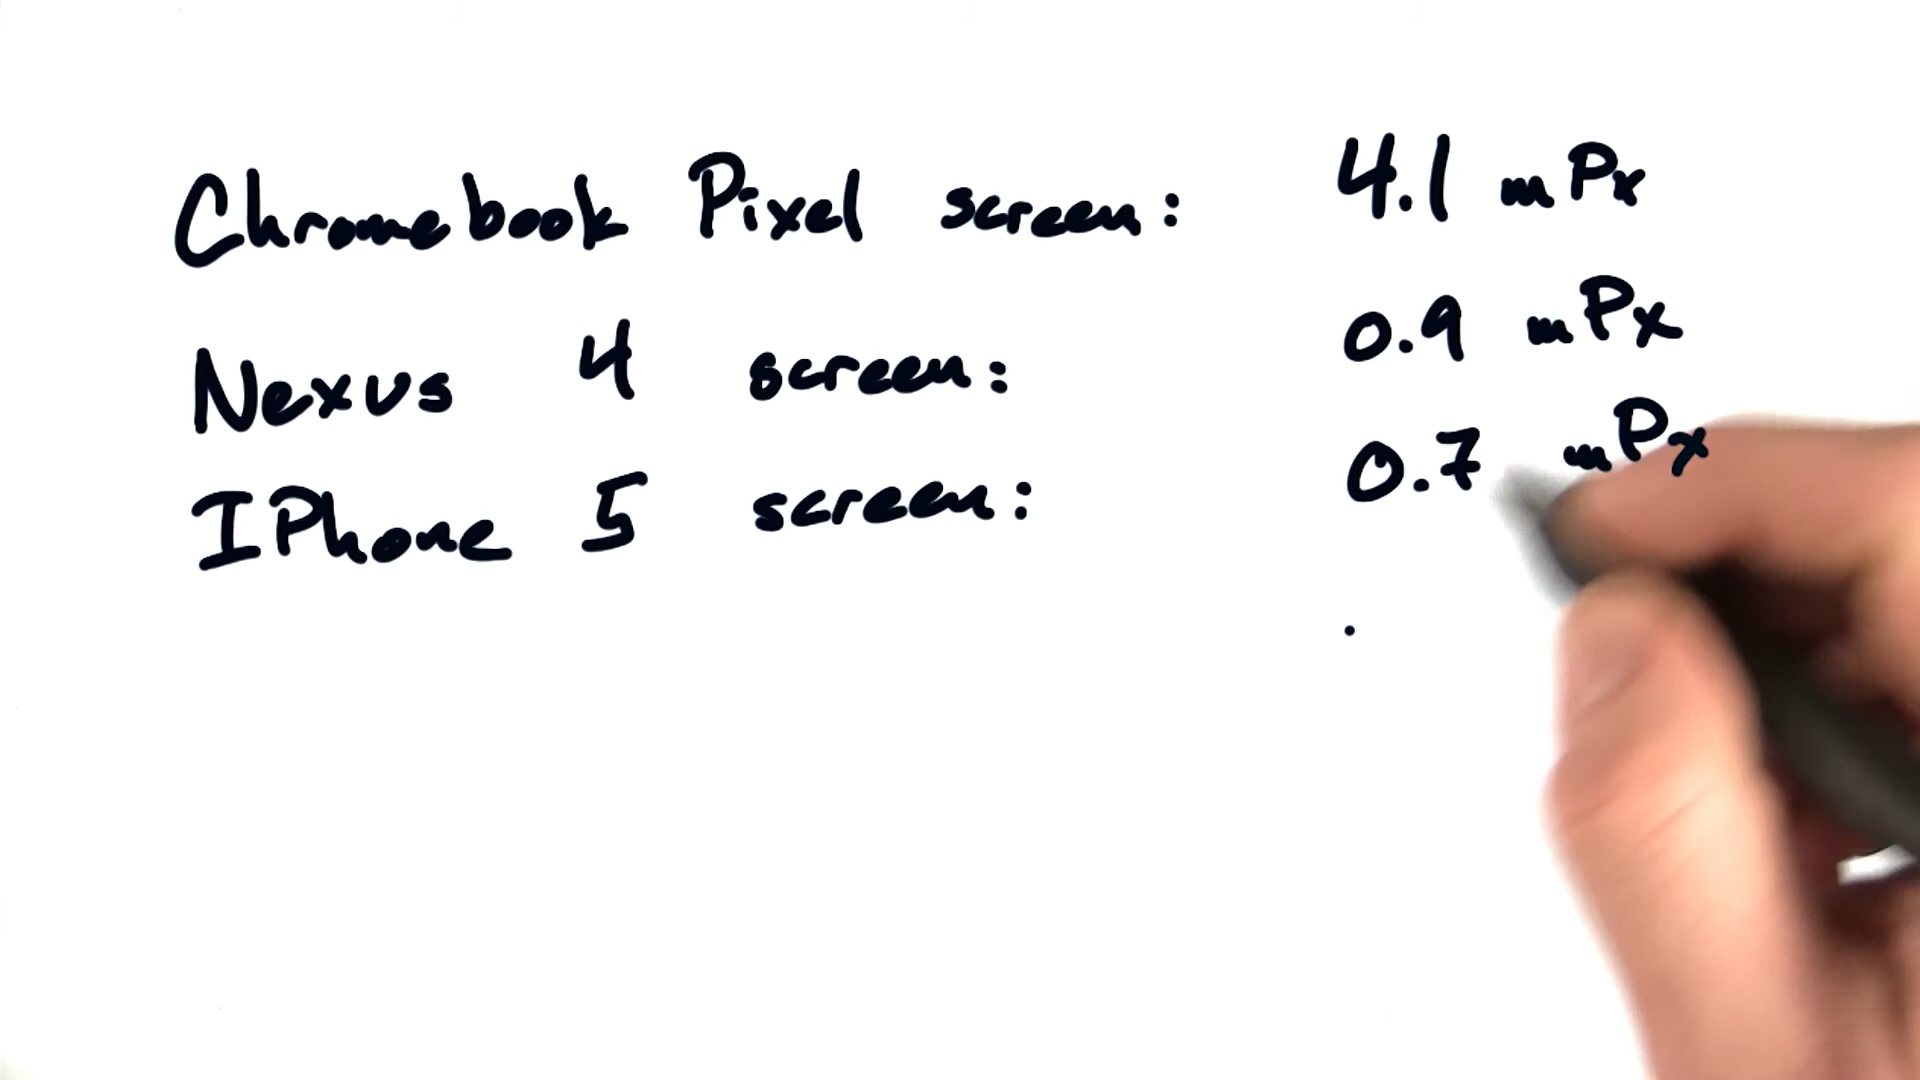 Chromebook Pixel screen: 4.1 mPx
Nexus 4 screen: 0.9 mPx
IPhone 5 screen: 0.7 mPx